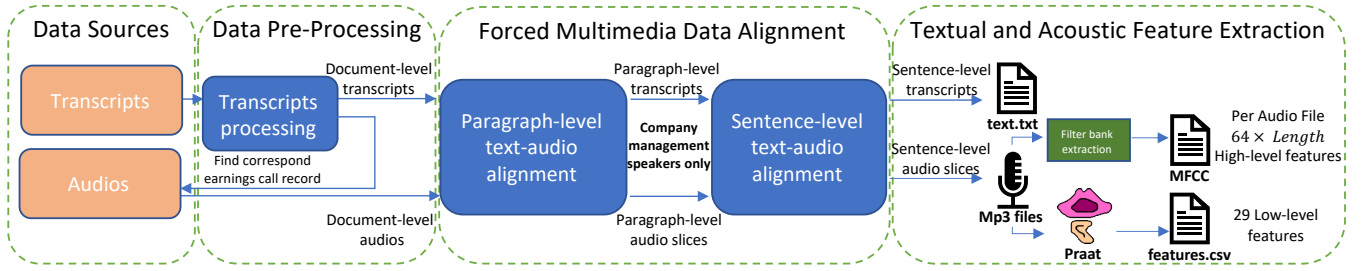 Data Sources
Transcripts
Audios
Data Pre-Processing
Transcripts
processing
Find correspond
earnings call record
Document-level
transcripts
Document-level
audios
Forced Multimedia Data Alignment
Paragraph-level
text-audio
alignment
Paragraph-level
transcripts
Company
management
speakers only
Paragraph-level
audio slices
Sentence-level
text-audio
alignment
Textual and Acoustic Feature Extraction
Sentence-level
transcripts
text.txt
Sentence-level
audio slices
Mp3 files
Filter bank
extraction
MFCC
Per Audio File
64 × Length
High-level features
Praat
features.csv
29 Low-level
features